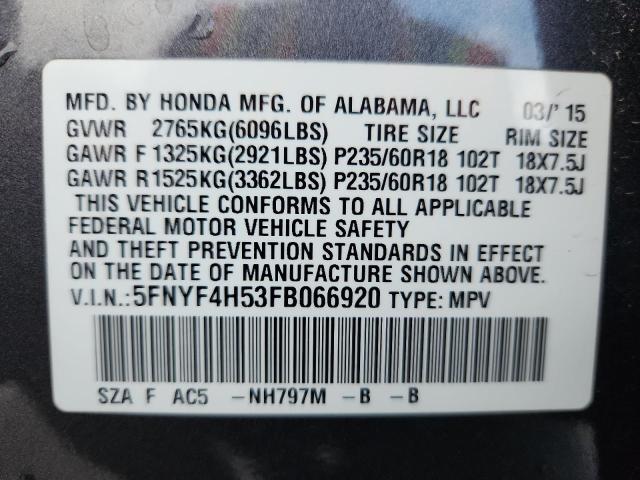 MFD. BY HONDA MFG. OF ALABAMA, LLC 03/'15
GVWR 2765KG(6096LBS) TIRE SIZE RIM SIZE
GAWR F 1325KG(2921LBS) P235/60R18 102T 18X7.5J
GAWR R1525KG(3362LBS) P235/60R18 102T 18X7.5J
THIS VEHICLE CONFORMS TO ALL APPLICABLE
FEDERAL MOTOR VEHICLE SAFETY
AND THEFT PREVENTION STANDARDS IN EFFECT
ON THE DATE OF MANUFACTURE SHOWN ABOVE.
V.I.N.:5FNYF4H53FB066920 TYPE: MPV
SZA F AC5 -NH797M -B -B